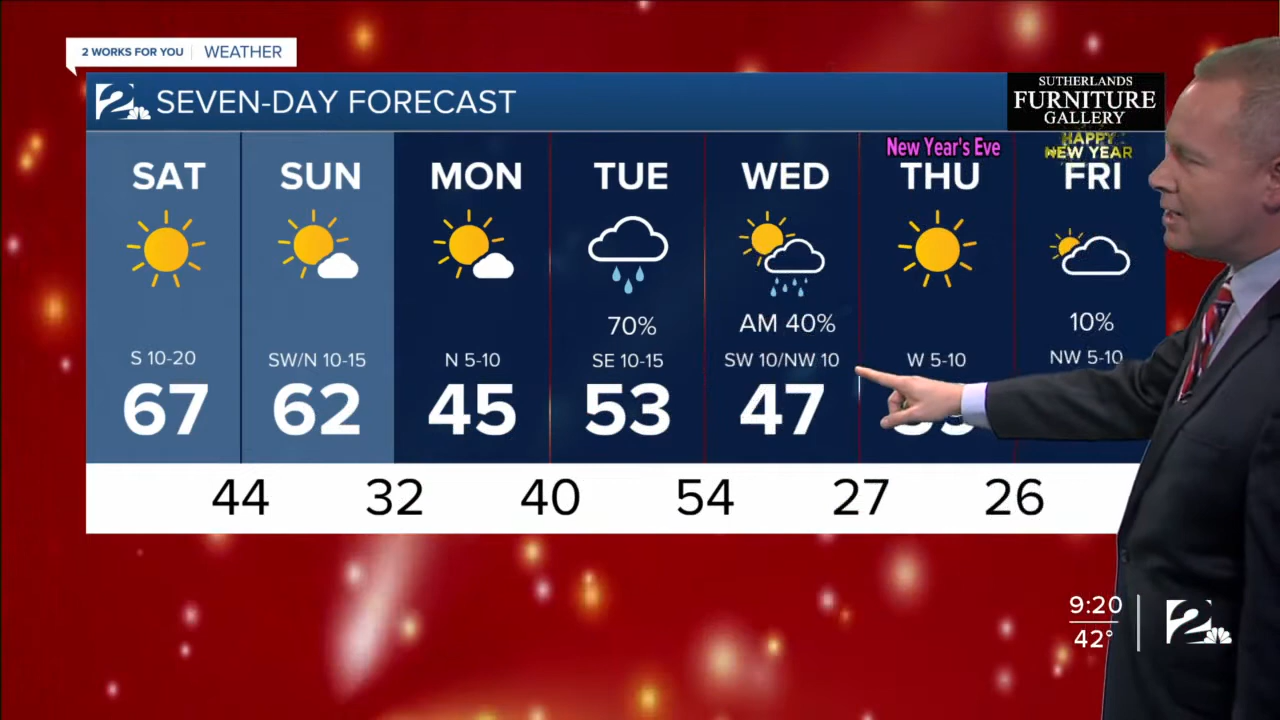 2 WORKS FOR YOU | WEATHER
2 SEVEN-DAY FORECAST
SUTHERLANDS
FURNITURE
GALLERY
New Year's Eve
HAPPY
NEW YEAR
SAT SUN MON TUE WED THU FRI
70% AM 40% 10%
S 10-20 SW/N 10-15 N 5-10 SE 10-15 SW 10/NW 10 W 5-10 NW 5-10
67 62 45 53 47
44 32 40 54 27 26
9:20
42°
2